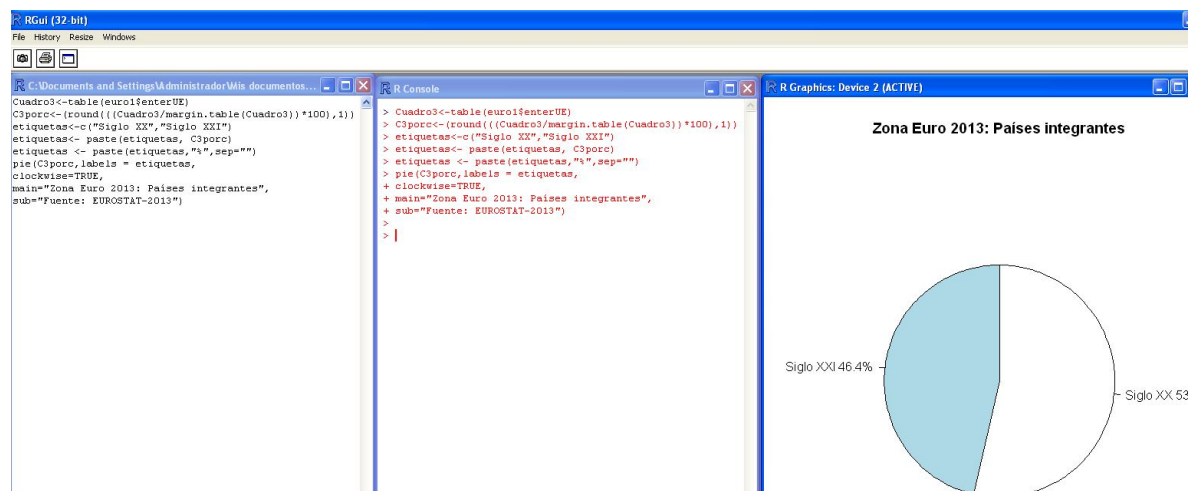 RGui (32-bit)
File History Resize Windows
C:\Documents and Settings\Administrador\Mis documentos...
Cuadro3<-table(euro1$enterUE)
C3porc<-(round(((Cuadro3/margin.table(Cuadro3))*100),1))
etiquetas<-c("Siglo XX","Siglo XXI")
etiquetas<- paste(etiquetas, C3porc)
etiquetas <- paste(etiquetas,"%",sep="")
pie(C3porc,labels = etiquetas,
clockwise=TRUE,
main="Zona Euro 2013: Países integrantes",
sub="Fuente: EUROSTAT-2013")
R Console
> Cuadro3<-table(euro1$enterUE)
> C3porc<-(round(((Cuadro3/margin.table(Cuadro3))*100),1))
> etiquetas<-c("Siglo XX","Siglo XXI")
> etiquetas<- paste(etiquetas, C3porc)
> etiquetas <- paste(etiquetas,"%",sep="")
> pie(C3porc,labels = etiquetas,
+ clockwise=TRUE,
+ main="Zona Euro 2013: Países integrantes",
+ sub="Fuente: EUROSTAT-2013")
>
>
R Graphics: Device 2 (ACTIVE)
Zona Euro 2013: Países integrantes
Siglo XXI 46.4%
Siglo XX 53